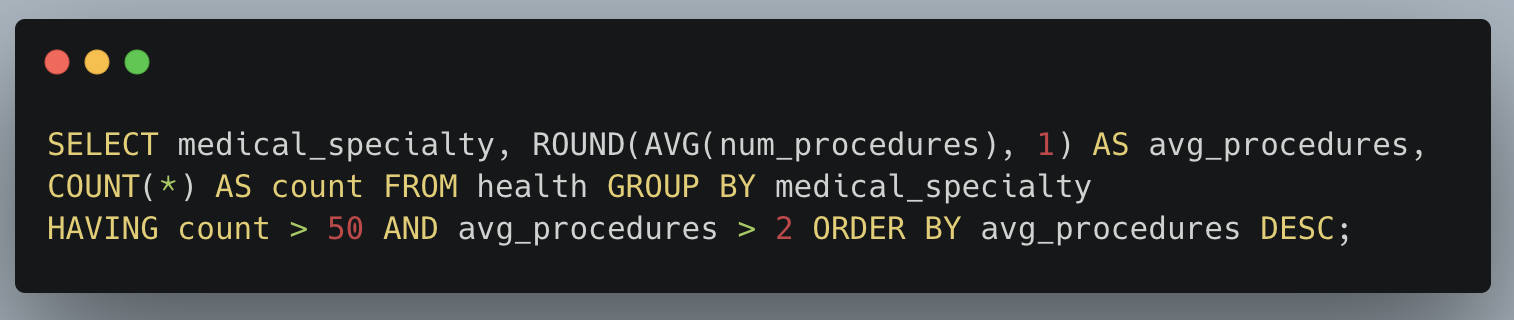 SELECT medical_specialty, ROUND(AVG(num_procedures), 1) AS avg_procedures,
COUNT(*) AS count FROM health GROUP BY medical_specialty
HAVING count > 50 AND avg_procedures > 2 ORDER BY avg_procedures DESC;